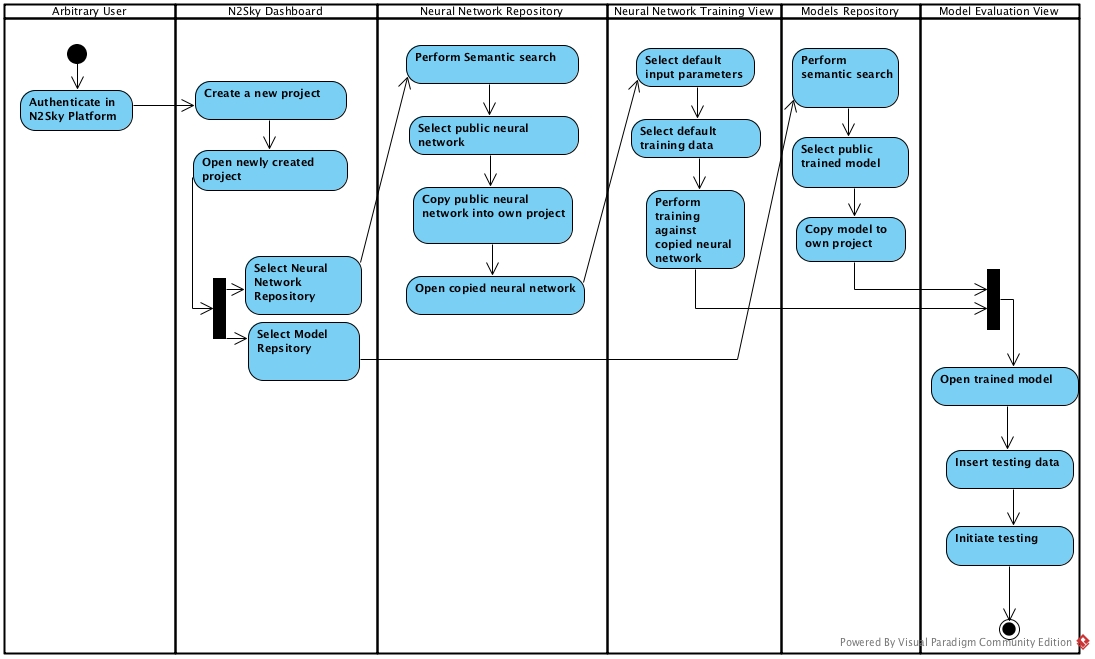 Arbitrary User
N2Sky Dashboard
Neural Network Repository
Neural Network Training View
Models Repository
Model Evaluation View
Authenticate in
N2Sky Platform
Create a new project
Open newly created
project
Select Neural
Network
Repository
Select Model
Repsitory
Perform Semantic search
Select public neural
network
Copy public neural
network into own project
Open copied neural network
Select default
input parameters
Select default
training data
Perform
training
against
copied neural
network
Perform
semantic search
Select public
trained model
Copy model to
own project
Open trained model
Insert testing data
Initiate testing
Powered By Visual Paradigm Community Edition